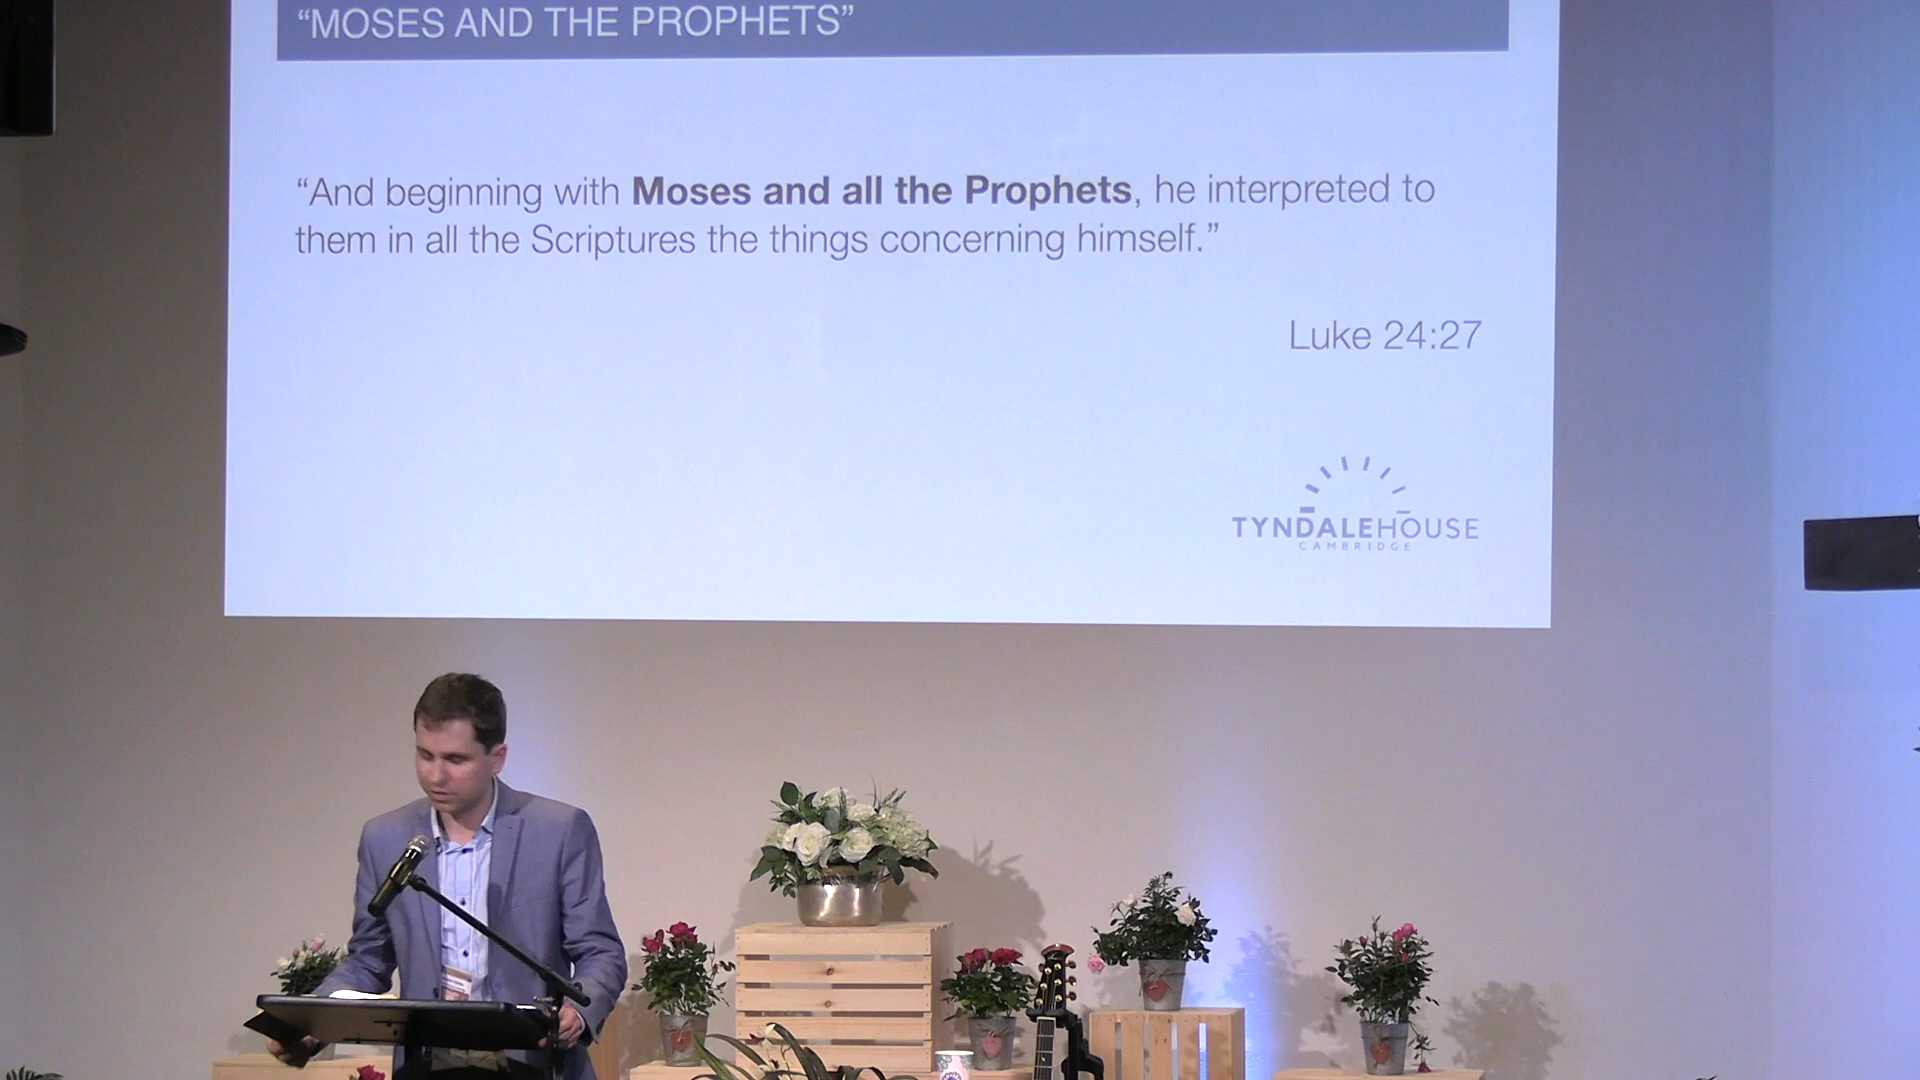 “MOSES AND THE PROPHETS”
“And beginning with Moses and all the Prophets, he interpreted to
them in all the Scriptures the things concerning himself.”
Luke 24:27
TYNDALEHOUSE
CAMBRIDGE